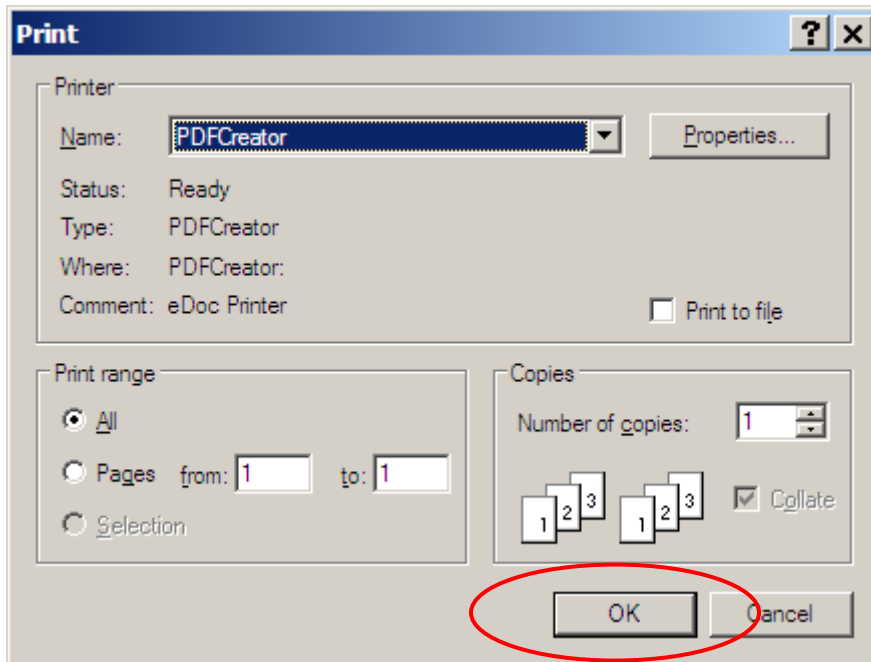 Print
Printer
Name: PDFCreator Properties...
Status: Ready
Type: PDFCreator
Where: PDFCreator:
Comment: eDoc Printer Print to file
Print range
All
Pages from: 1 to: 1
Selection
Copies
Number of copies: 1
1 2 3 1 2 3 Collate
OK Cancel